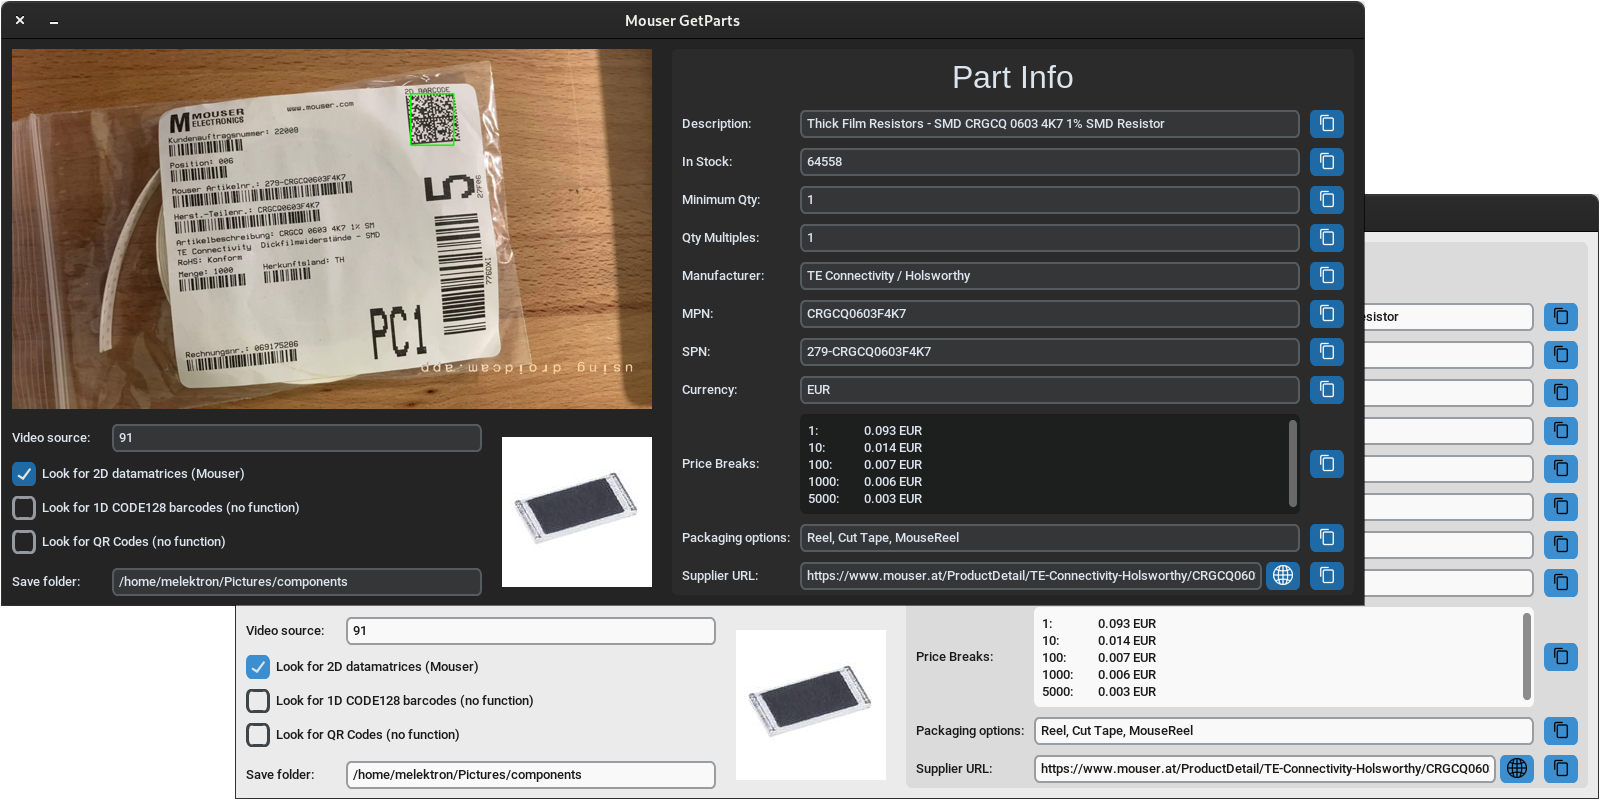 Mouser GetParts
MOUSER
ELECTRONICS
www.mouser.com
2D BARCODE
Kundenauftragsnummer: 22008
Position: 006
Mouser Artikelnr.: 279-CRGCQ0603F4K7
Herst.-Teilenr.: CRGCQ0603F4K7
Artikelbeschreibung: CRGCQ 0603 4K7 1% SM
TE Connectivity Dickfilmwiderstände - SMD
RoHS: Konform
Menge: 1000
Herkunftsland: TH
Rechnungsnr.: 069175286
5
27F06
776DXI
PC1
using droidcam.app
Video source:
91
Look for 2D datamatrices (Mouser)
Look for 1D CODE128 barcodes (no function)
Look for QR Codes (no function)
Save folder:
/home/melektron/Pictures/components
Part Info
Description:
Thick Film Resistors - SMD CRGCQ 0603 4K7 1% SMD Resistor
In Stock:
64558
Minimum Qty:
1
Qty Multiples:
1
Manufacturer:
TE Connectivity / Holsworthy
MPN:
CRGCQ0603F4K7
SPN:
279-CRGCQ0603F4K7
Currency:
EUR
Price Breaks:
1: 0.093 EUR
10: 0.014 EUR
100: 0.007 EUR
1000: 0.006 EUR
5000: 0.003 EUR
Packaging options:
Reel, Cut Tape, MouseReel
Supplier URL:
https://www.mouser.at/ProductDetail/TE-Connectivity-Holsworthy/CRGCQ060
esistor
Video source:
91
Look for 2D datamatrices (Mouser)
Look for 1D CODE128 barcodes (no function)
Look for QR Codes (no function)
Save folder:
/home/melektron/Pictures/components
Price Breaks:
1: 0.093 EUR
10: 0.014 EUR
100: 0.007 EUR
1000: 0.006 EUR
5000: 0.003 EUR
Packaging options:
Reel, Cut Tape, MouseReel
Supplier URL:
https://www.mouser.at/ProductDetail/TE-Connectivity-Holsworthy/CRGCQ060